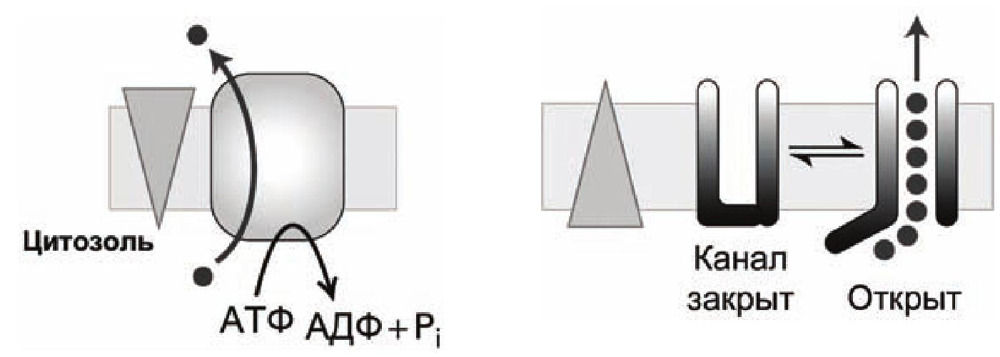 Цитозоль
АТФ АДФ + Pi
Канал
закрыт
Открыт